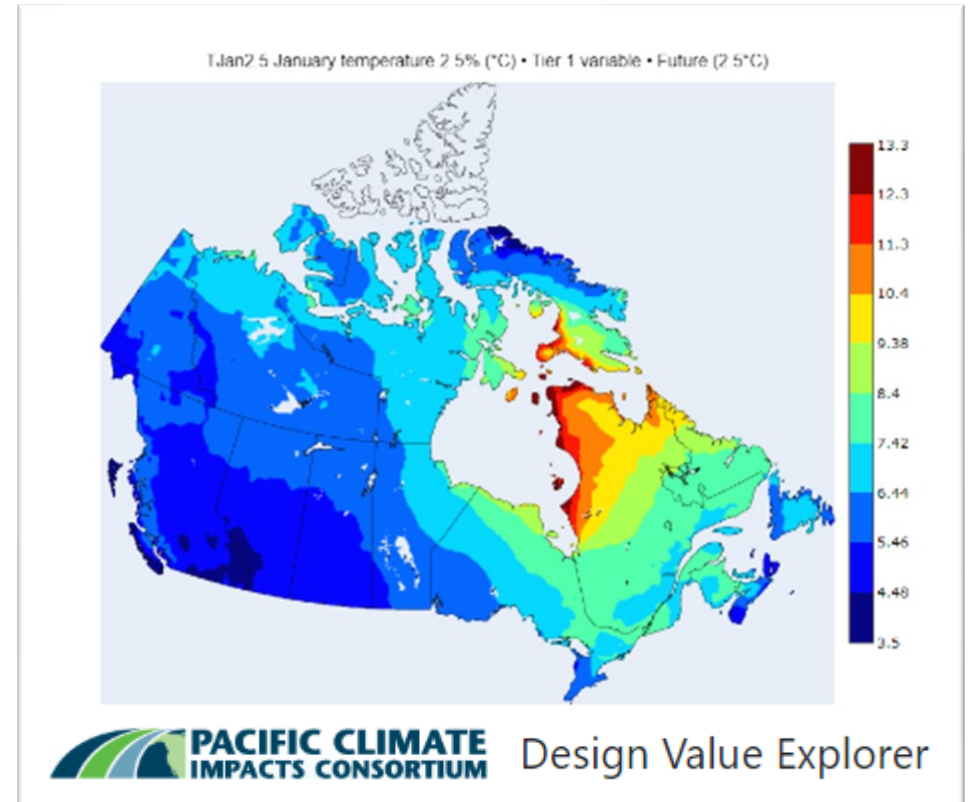 TJan2 5 January temperature 2 5% (°C) • Tier 1 variable • Future (2 5°C)
13.3
12.3
11.3
10.4
9.38
8.4
7.42
6.44
5.46
4.48
3.5
PACIFIC CLIMATE
IMPACTS CONSORTIUM
Design Value Explorer